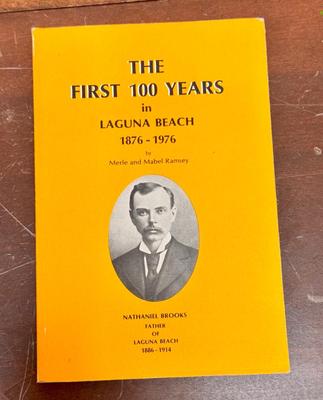 THE
FIRST 100 YEARS
in
LAGUNA BEACH
1876 - 1976
by
Merle and Mabel Ramsey
NATHANIEL BROOKS
FATHER
OF
LAGUNA BEACH
1886 - 1914